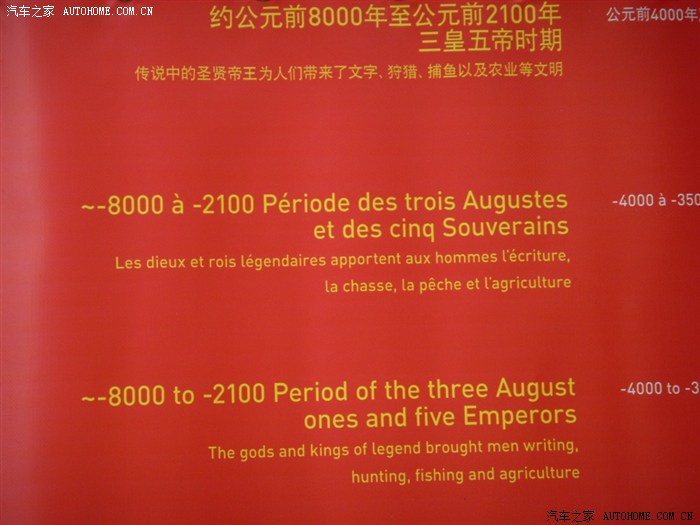 汽车之家 AUTOHOME.COM.CN
约公元前8000年至公元前2100年
三皇五帝时期
传说中的圣贤帝王为人们带来了文字、狩猎、捕鱼以及农业等文明
公元前4000年
~-8000 à -2100 Période des trois Augustes
et des cinq Souverains
Les dieux et rois légendaires apportent aux hommes l'écriture,
la chasse, la pêche et l'agriculture
-4000 à -350
~-8000 to -2100 Period of the three August
ones and five Emperors
The gods and kings of legend brought men writing,
hunting, fishing and agriculture
-4000 to -3
汽车之家 AUTOHOME.COM.CN